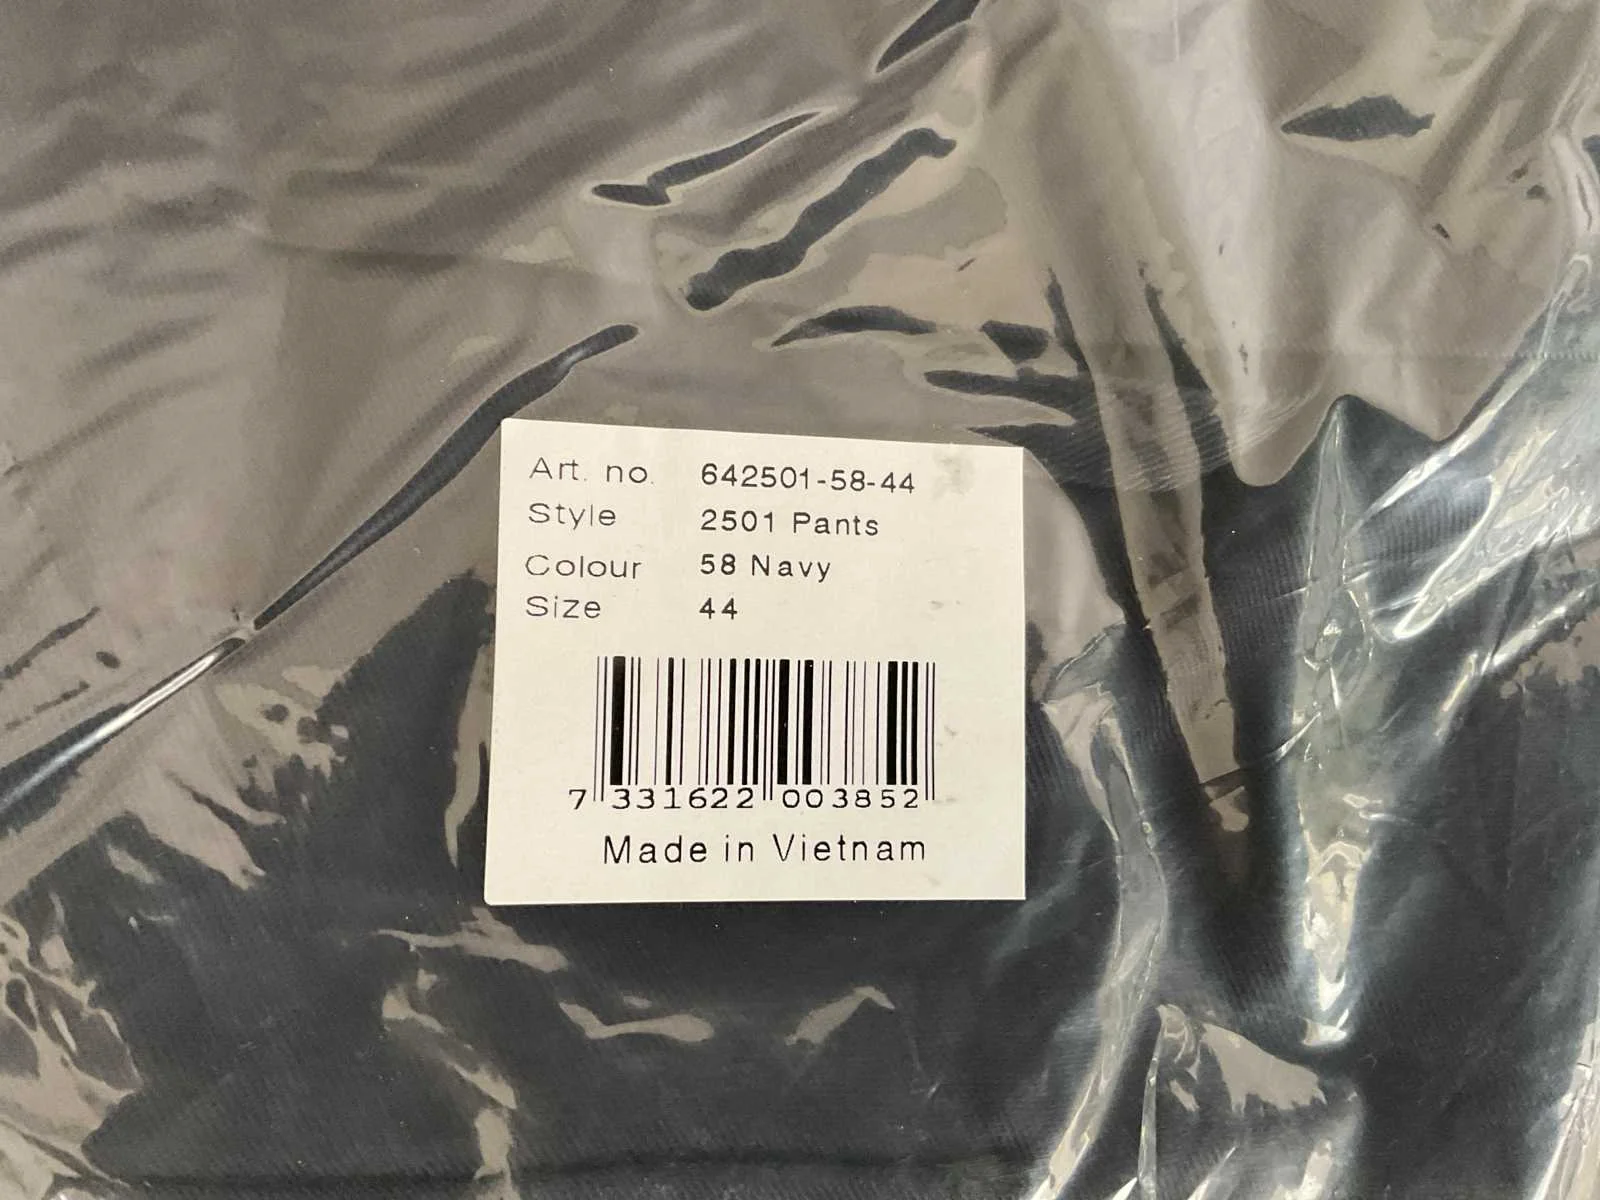 Art. no. 642501-58-44
Style 2501 Pants
Colour 58 Navy
Size 44
7 331622 003852
Made in Vietnam